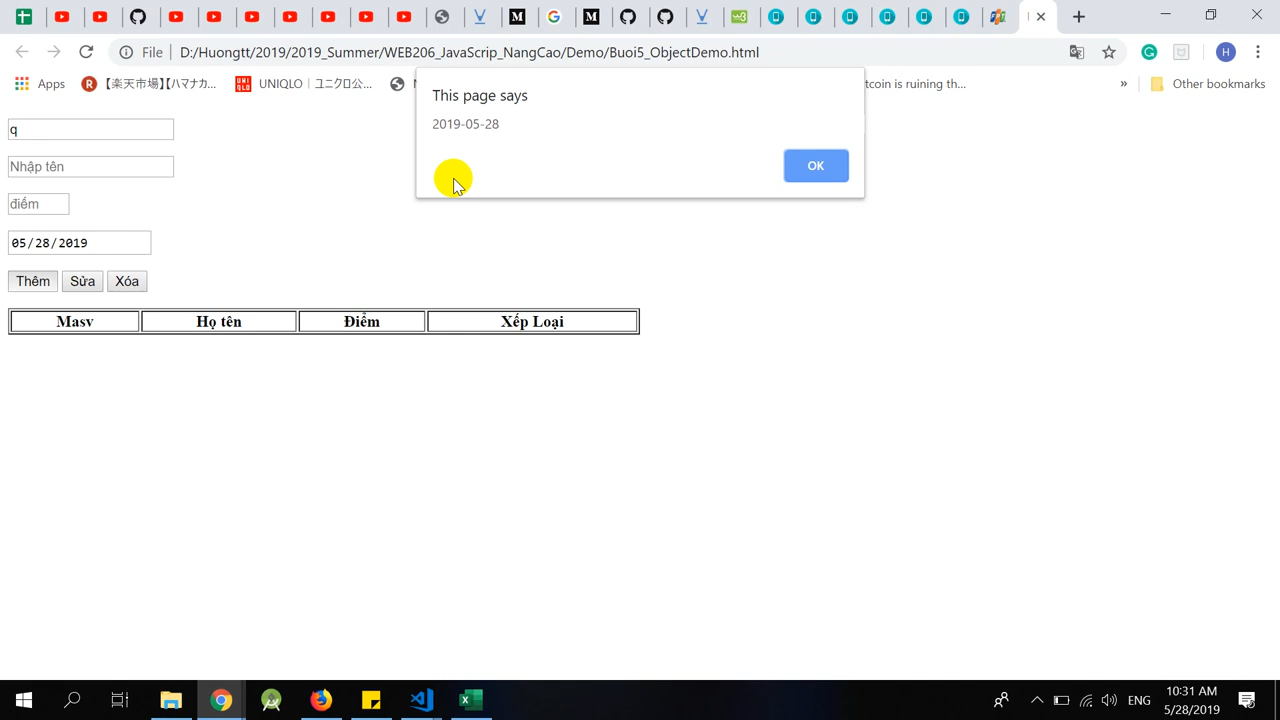 File D:/Huongtt/2019/2019_Summer/WEB206_JavaScrip_NangCao/Demo/Buoi5_ObjectDemo.html
H
Apps 【楽天市場】【ハマナカ... UNIQLO｜ユニクロ公... tcoin is ruining th... » Other bookmarks
This page says
2019-05-28
OK
q
Nhập tên
điểm
05/28/2019
Thêm Sửa Xóa
Masv Họ tên Điểm Xếp Loại
ENG
10:31 AM
5/28/2019